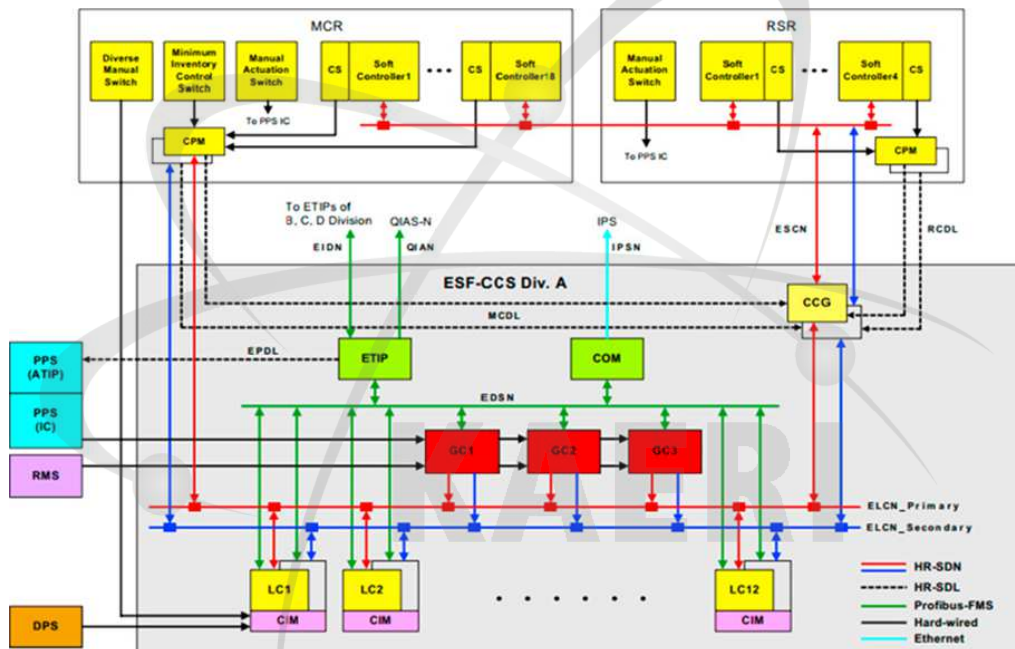 MCR
RSR
Diverse
Manual
Switch
Minimum
Inventory
Control
Switch
Manual
Actuation
Switch
CS
Soft
Controller1
CS
Soft
Controller18
Manual
Actuation
Switch
Soft
Controller1
CS
Soft
Controller4
CS
To PPS IC
CPM
To PPS IC
CPM
To ETIPs of
B, C, D Division
QIAS-N
IPS
EIDN
QIAN
IPSN
ESCN
RCDL
ESF-CCS Div. A
CCG
MCDL
PPS
(ATIP)
EPDL
ETIP
COM
PPS
(IC)
EDSN
GC1
GC2
GC3
RMS
KAERI
ELCN_Primary
ELCN_Secondary
LC1
CIM
LC2
CIM
LC12
CIM
DPS
HR-SDN
HR-SDL
Profibus-FMS
Hard-wired
Ethernet